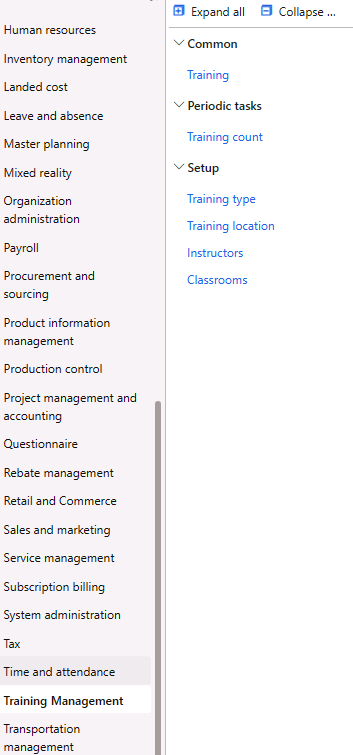 Human resources
Inventory management
Landed cost
Leave and absence
Master planning
Mixed reality
Organization
administration
Payroll
Procurement and
sourcing
Product information
management
Production control
Project management and
accounting
Questionnaire
Rebate management
Retail and Commerce
Sales and marketing
Service management
Subscription billing
System administration
Tax
Time and attendance
Training Management
Transportation
management
Expand all
Collapse ...
Common
Training
Periodic tasks
Training count
Setup
Training type
Training location
Instructors
Classrooms